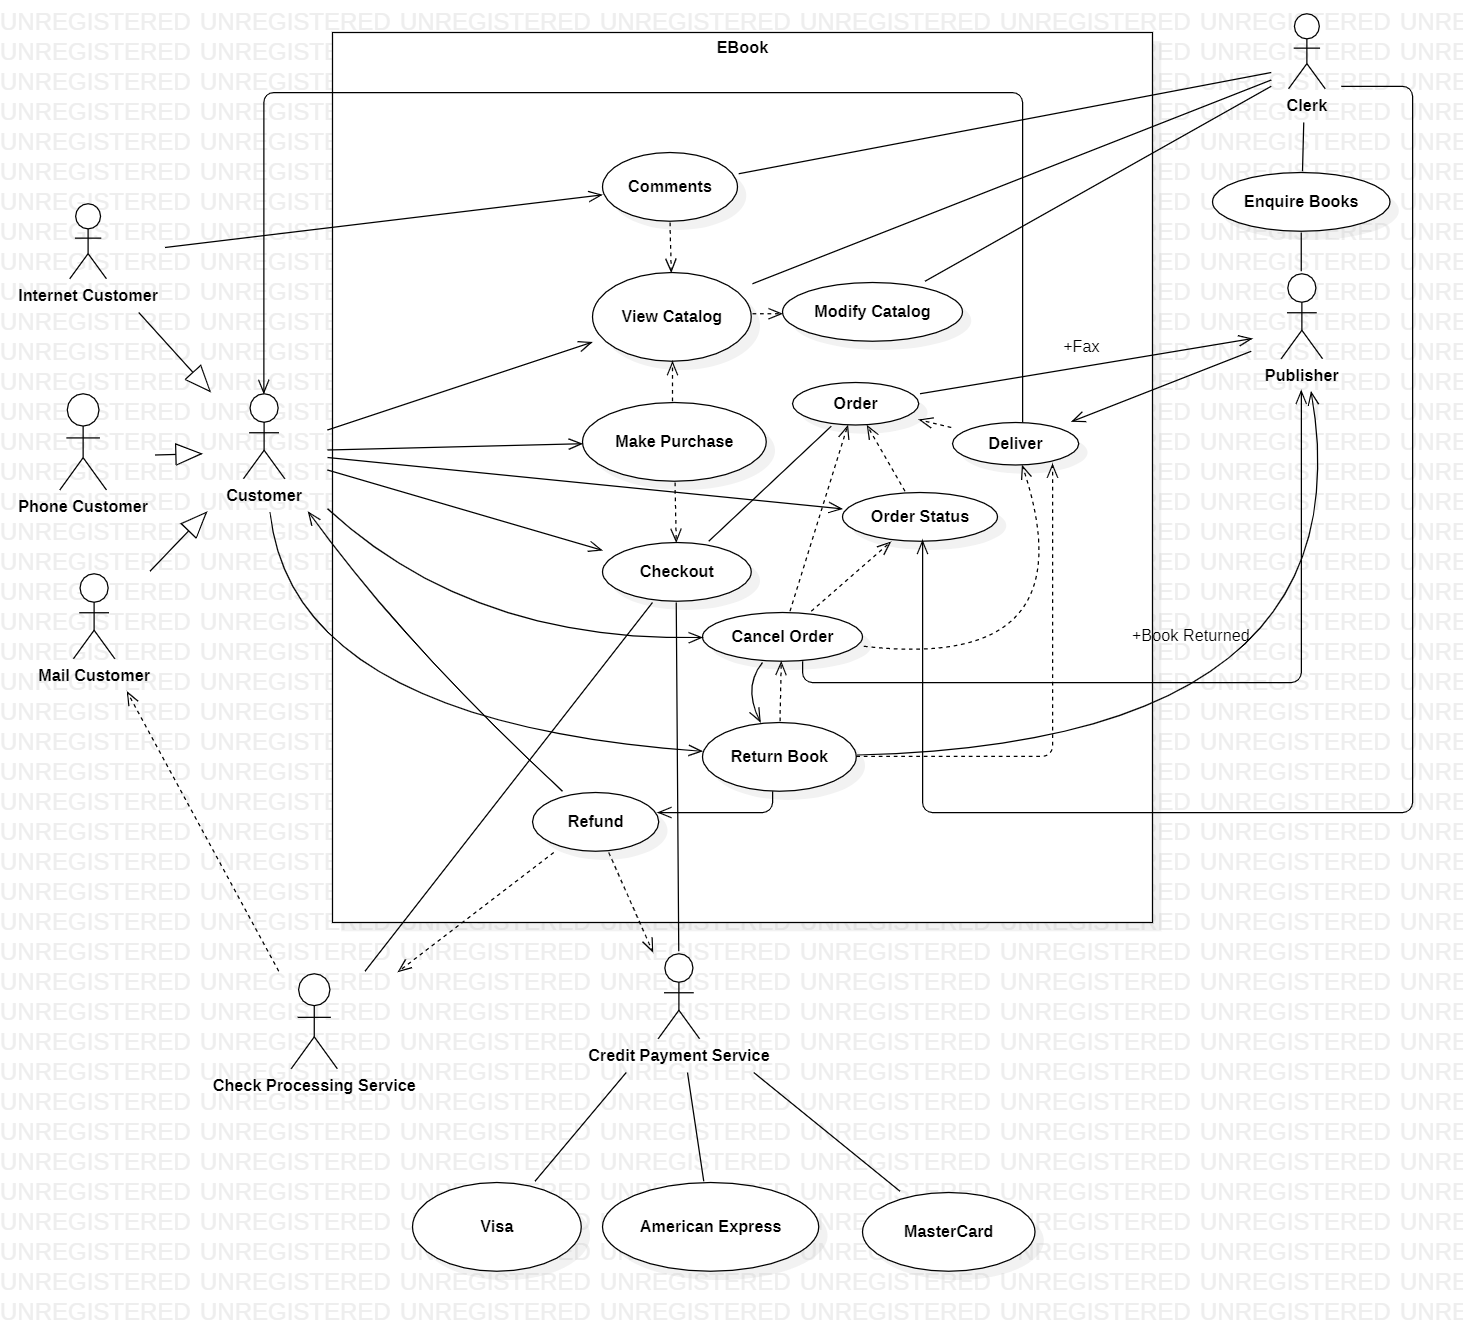 EBook
Clerk
Comments
Enquire Books
Internet Customer
View Catalog
Modify Catalog
+Fax
Publisher
Order
Make Purchase
Deliver
Customer
Phone Customer
Order Status
Checkout
Cancel Order
+Book Returned
Mail Customer
Return Book
Refund
Credit Payment Service
Check Processing Service
Visa
American Express
MasterCard
UNREGISTERED